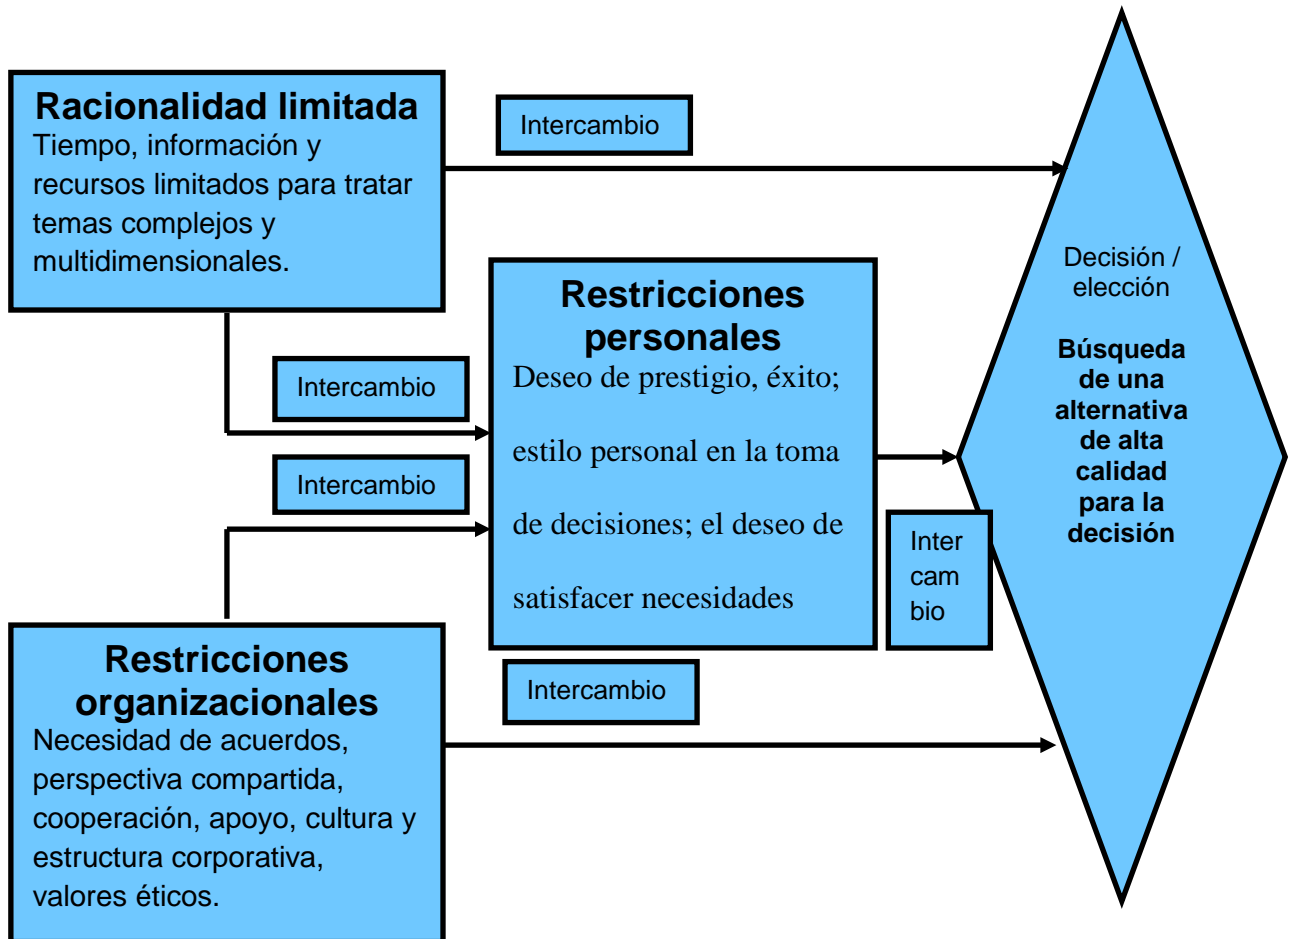 Racionalidad limitada
Tiempo, información y
recursos limitados para tratar
temas complejos y
multidimensionales.
Intercambio
Intercambio
Intercambio
Restricciones
personales
Deseo de prestigio, éxito;
estilo personal en la toma
de decisiones; el deseo de
satisfacer necesidades
Decisión /
elección
Búsqueda
de una
alternativa
de alta
calidad
para la
decisión
Inter
cam
bio
Restricciones
organizacionales
Necesidad de acuerdos,
perspectiva compartida,
cooperación, apoyo, cultura y
estructura corporativa,
valores éticos.
Intercambio